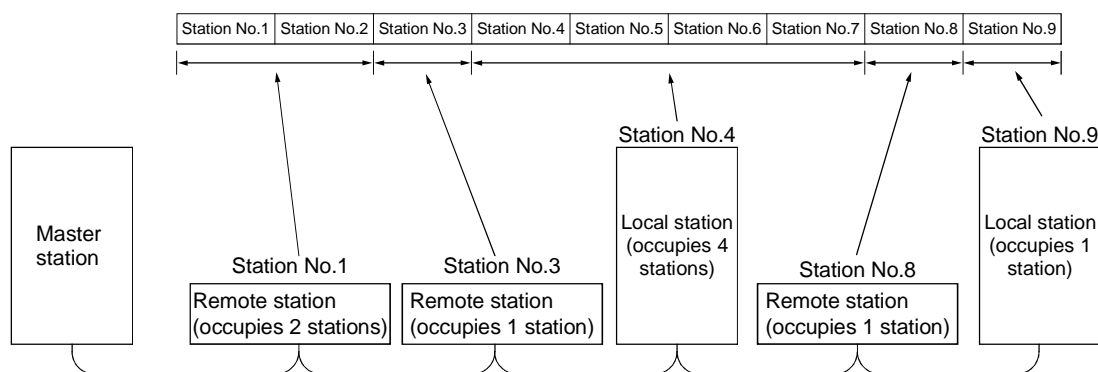 Station No.1 Station No.2 Station No.3 Station No.4 Station No.5 Station No.6 Station No.7 Station No.8 Station No.9
Station No.4
Station No.9
Master
station
Station No.1
Remote station
(occupies 2 stations)
Station No.3
Remote station
(occupies 1 station)
Local station
(occupies 4
stations)
Station No.8
Remote station
(occupies 1 station)
Local station
(occupies 1
station)